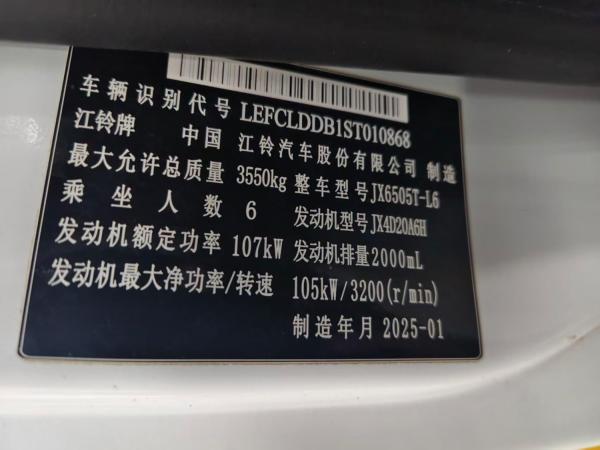 车辆识别代号 LEFCLDDB1ST010868
江铃牌 中国 江铃汽车股份有限公司 制造
最大允许总质量 3550kg 整车型号 JX6505T-L6
乘坐人数 6 发动机型号 JX4D20A6H
发动机额定功率 107kW 发动机排量 2000mL
发动机最大净功率/转速 105kW/3200(r/min)
制造年月 2025-01